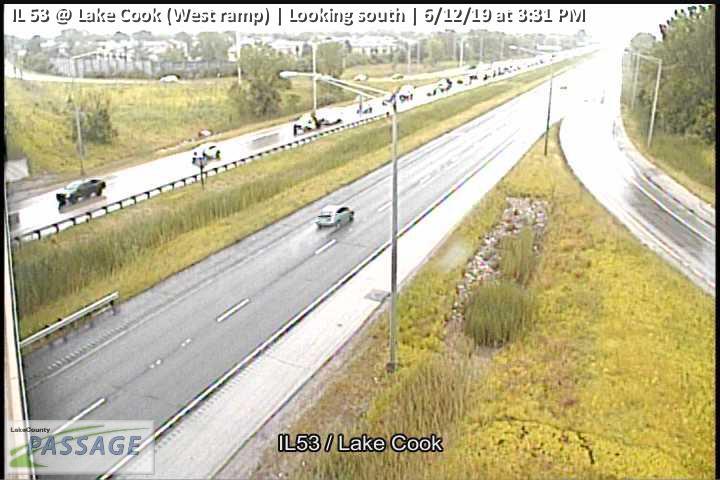 IL 53 @ Lake Cook (West ramp) | Looking south | 6/12/19 at 3:31 PM
IL53 / Lake Cook
LakeCounty
PASSAGE